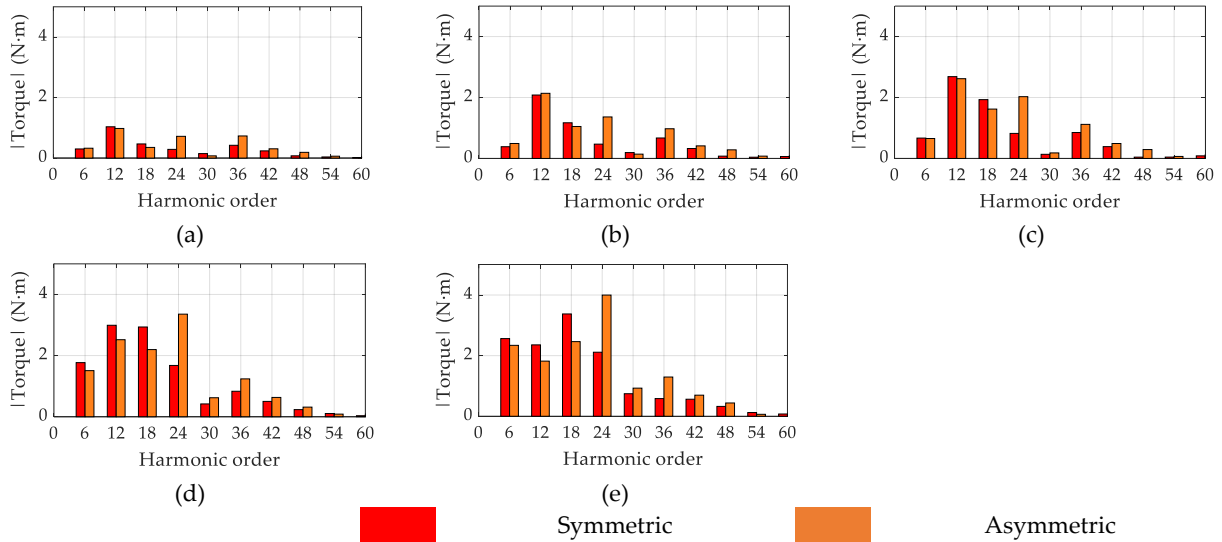 |Torque| (N·m)
4
2
0
0 6 12 18 24 30 36 42 48 54 60
Harmonic order
(a)
|Torque| (N·m)
4
2
0
0 6 12 18 24 30 36 42 48 54 60
Harmonic order
(b)
|Torque| (N·m)
4
2
0
0 6 12 18 24 30 36 42 48 54 60
Harmonic order
(c)
|Torque| (N·m)
4
2
0
0 6 12 18 24 30 36 42 48 54 60
Harmonic order
(d)
|Torque| (N·m)
4
2
0
0 6 12 18 24 30 36 42 48 54 60
Harmonic order
(e)
Symmetric Asymmetric